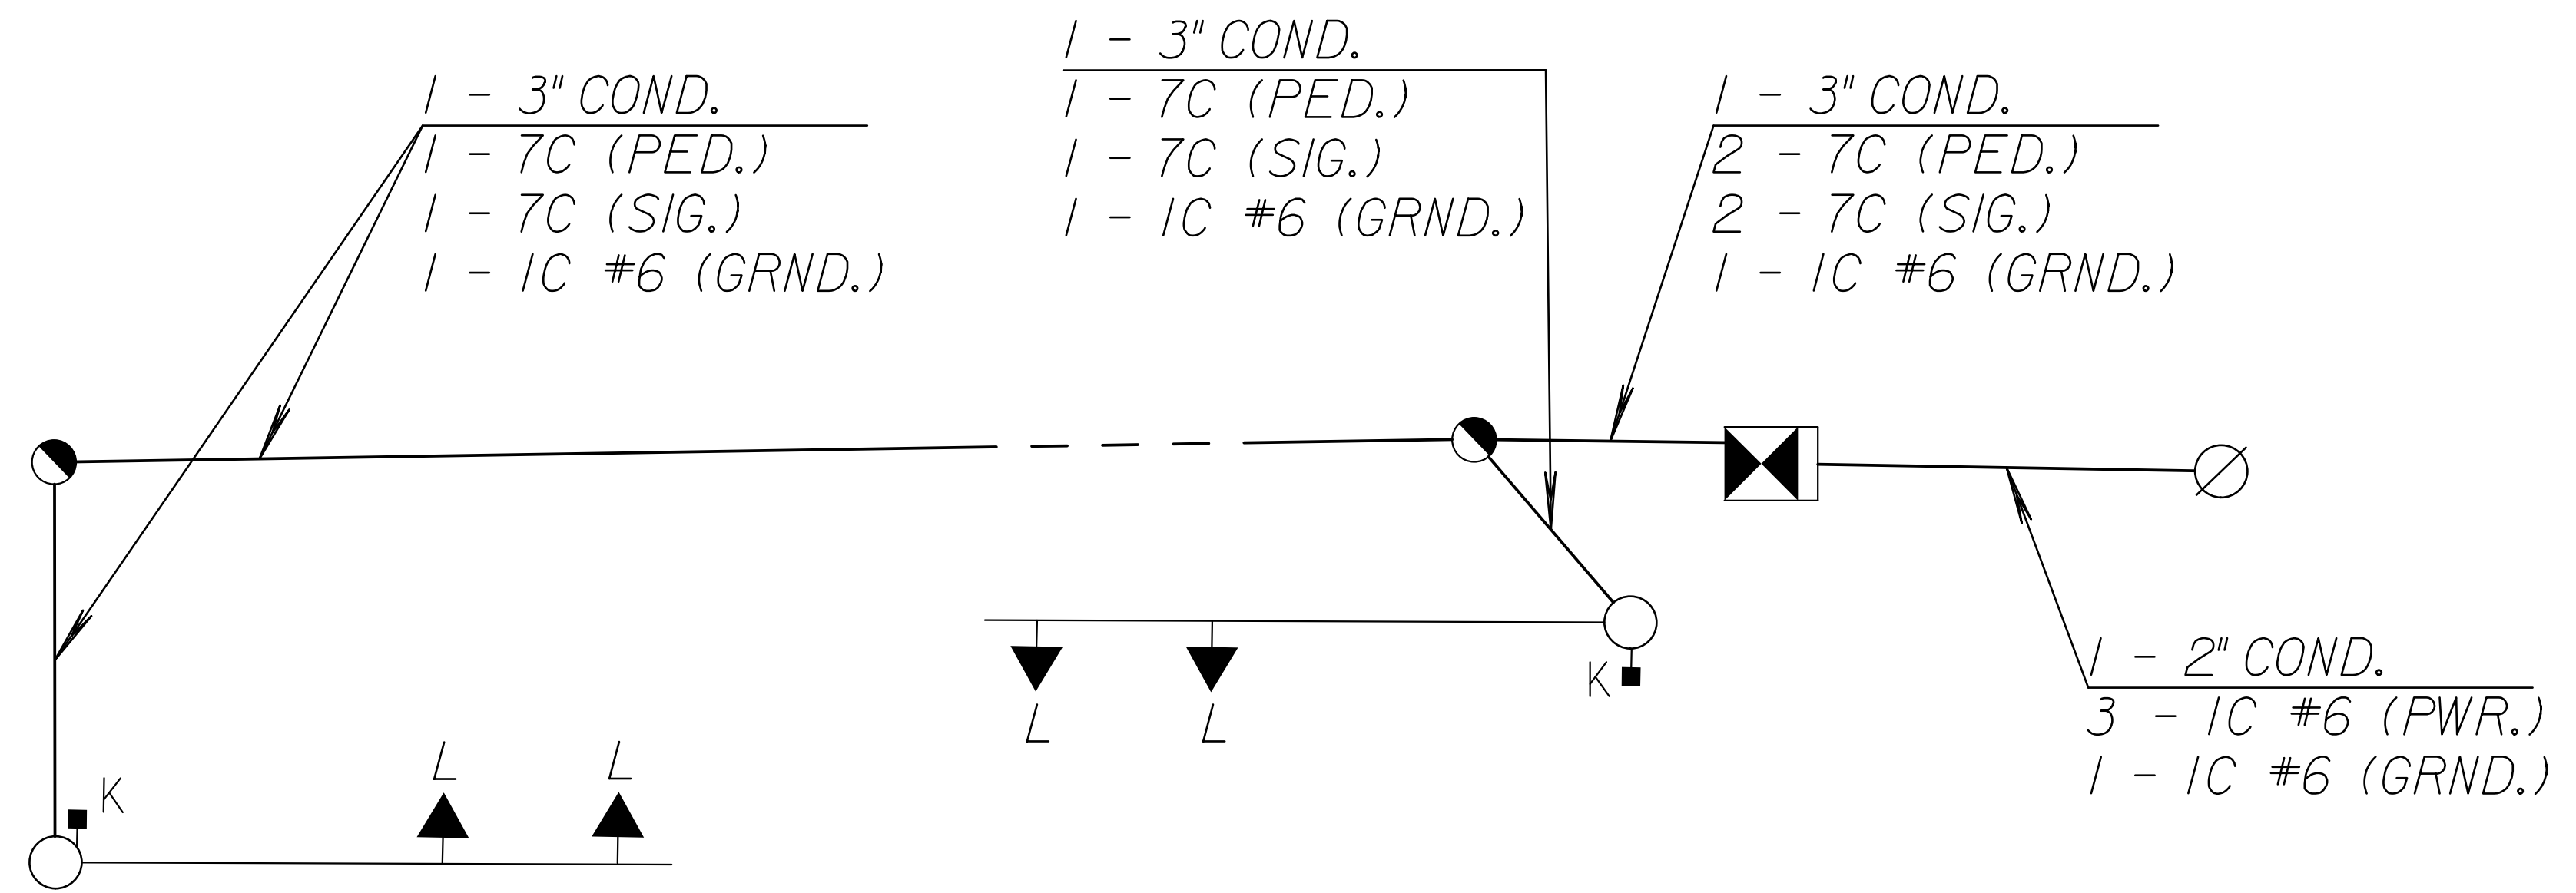 1 - 3" COND.
1 - 7C (PED.)
1 - 7C (SIG.)
1 - 1C #6 (GRND.)
1 - 3" COND.
1 - 7C (PED.)
1 - 7C (SIG.)
1 - 1C #6 (GRND.)
1 - 3" COND.
2 - 7C (PED.)
2 - 7C (SIG.)
1 - 1C #6 (GRND.)
L
L
K
1 - 2" COND.
3 - 1C #6 (PWR.)
1 - 1C #6 (GRND.)
K
L
L